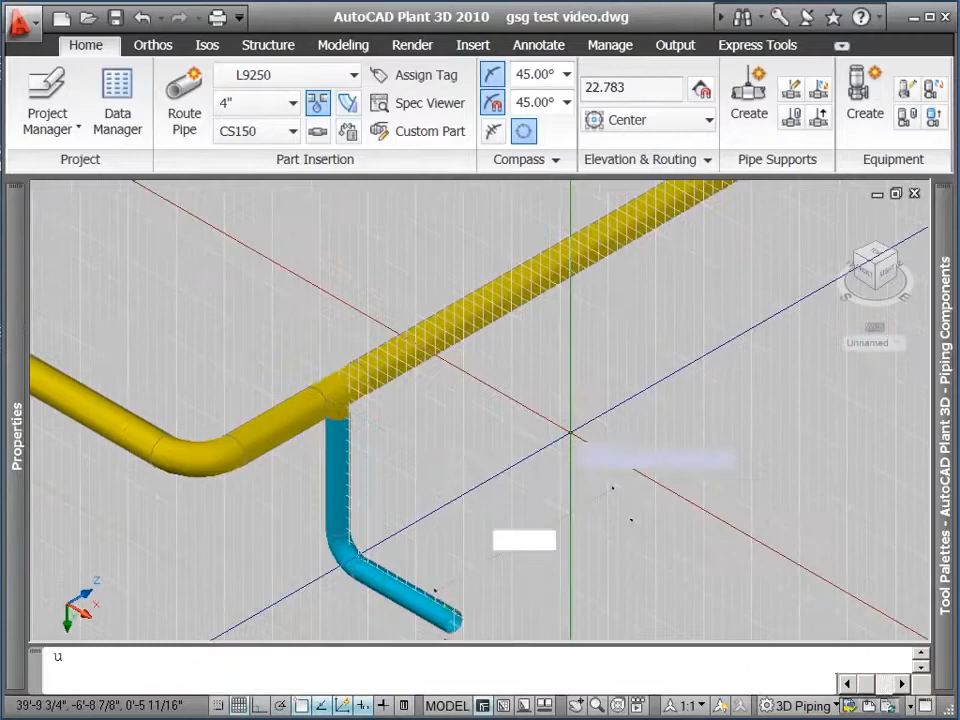 AutoCAD Plant 3D 2010 gsg test video.dwg
Home Orthos Isos Structure Modeling Render Insert Annotate Manage Output Express Tools
L9250 Assign Tag 45.00° 22.783
4" Spec Viewer 45.00° Center
CS150 Custom Part
Project Manager Data Manager Route Pipe Create Create
Project Part Insertion Compass Elevation & Routing Pipe Supports Equipment
Properties
Tool Palettes - AutoCAD Plant 3D - Piping Components
RIGHT
S E
Unnamed
Z
X
u
39'-9 3/4", -6'-8 7/8", 0'-5 11/16" MODEL 1:1 3D Piping